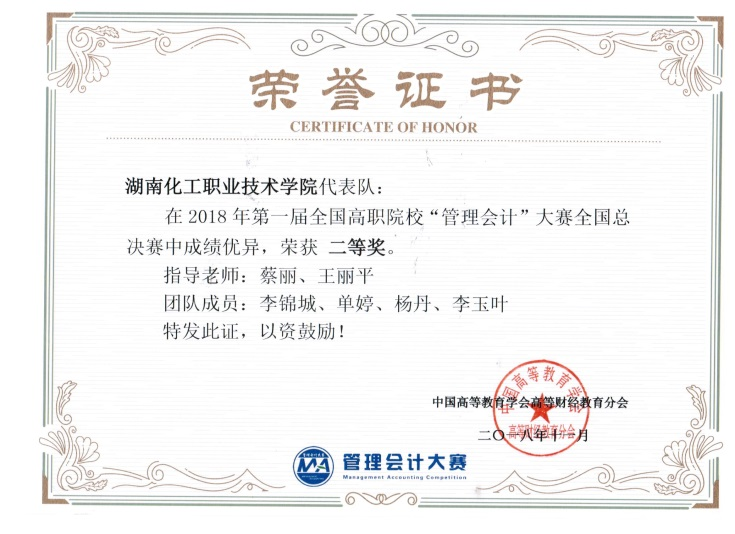 荣誉证书
CERTIFICATE OF HONOR
湖南化工职业技术学院代表队：
在 2018 年第一届全国高职院校“管理会计”大赛全国总
决赛中成绩优异，荣获 二等奖。
指导老师：蔡丽、王丽平
团队成员：李锦城、单婷、杨丹、李玉叶
特发此证，以资鼓励！
中国高等教育学会
中国高等教育学会高等财经教育分会
高等财经教育分会
二〇一八年十 月
MA
管理会计大赛
Management Accounting Competition